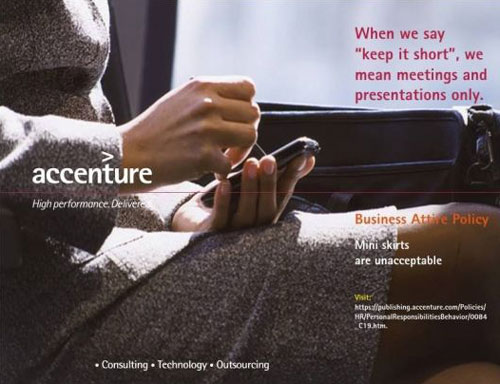 When we say
“keep it short”, we
mean meetings and
presentations only.
>
accenture
High performance. Delivered.
Business Attire Policy
Mini skirts
are unacceptable
Visit:
https://publishing.accenture.com/Policies/
HR/PersonalResponsibilitiesBehavior/0084
_C19.htm.
• Consulting • Technology • Outsourcing